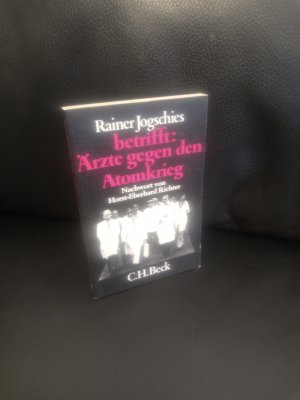 Rainer Jogschies
betrifft:
Ärzte gegen den
Atomkrieg
Nachwort von
Horst-Eberhard Richter
C.H.Beck